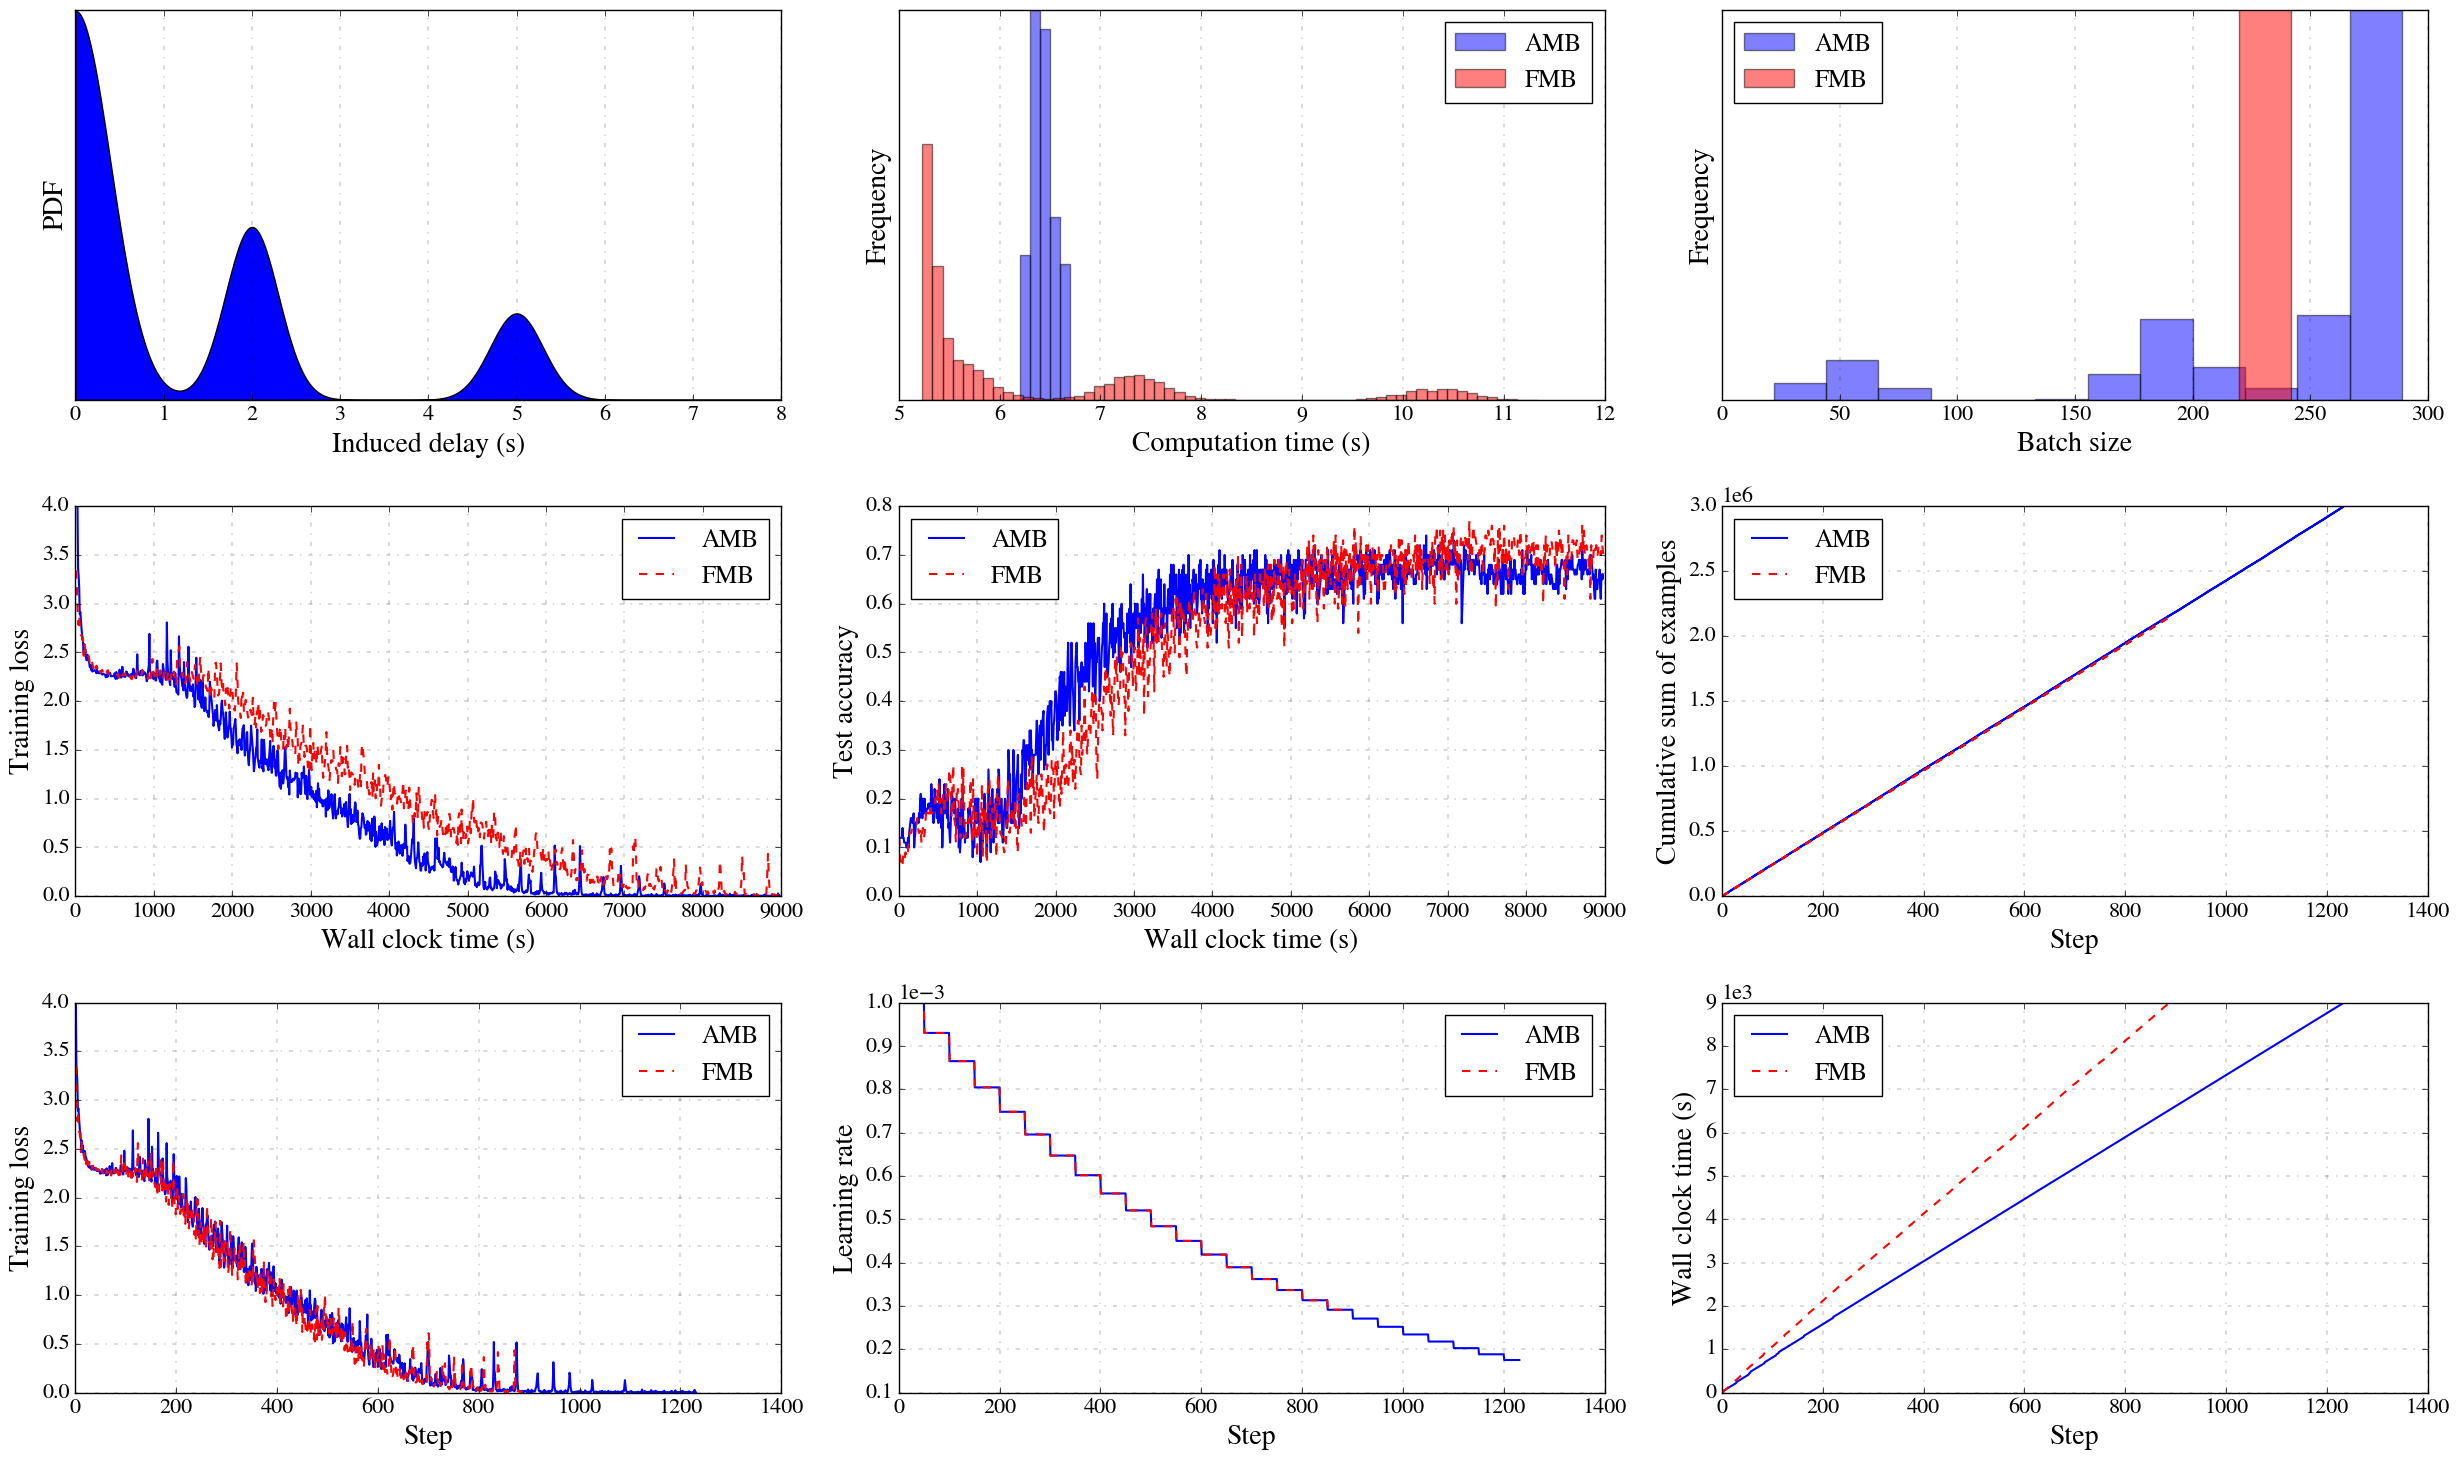 PDF
0 1 2 3 4 5 6 7 8
Induced delay (s)
Frequency
AMB
FMB
5 6 7 8 9 10 11 12
Computation time (s)
Frequency
AMB
FMB
0 50 100 150 200 250 300
Batch size
Training loss
4.0
3.5
3.0
2.5
2.0
1.5
1.0
0.5
0.0
AMB
FMB
0 1000 2000 3000 4000 5000 6000 7000 8000 9000
Wall clock time (s)
Test accuracy
0.8
0.7
0.6
0.5
0.4
0.3
0.2
0.1
0.0
AMB
FMB
0 1000 2000 3000 4000 5000 6000 7000 8000 9000
Wall clock time (s)
Cumulative sum of examples
1e6
3.0
2.5
2.0
1.5
1.0
0.5
0.0
AMB
FMB
0 200 400 600 800 1000 1200 1400
Step
Training loss
4.0
3.5
3.0
2.5
2.0
1.5
1.0
0.5
0.0
AMB
FMB
0 200 400 600 800 1000 1200 1400
Step
Learning rate
1e−3
1.0
0.9
0.8
0.7
0.6
0.5
0.4
0.3
0.2
0.1
AMB
FMB
0 200 400 600 800 1000 1200 1400
Step
Wall clock time (s)
1e3
9
8
7
6
5
4
3
2
1
0
AMB
FMB
0 200 400 600 800 1000 1200 1400
Step